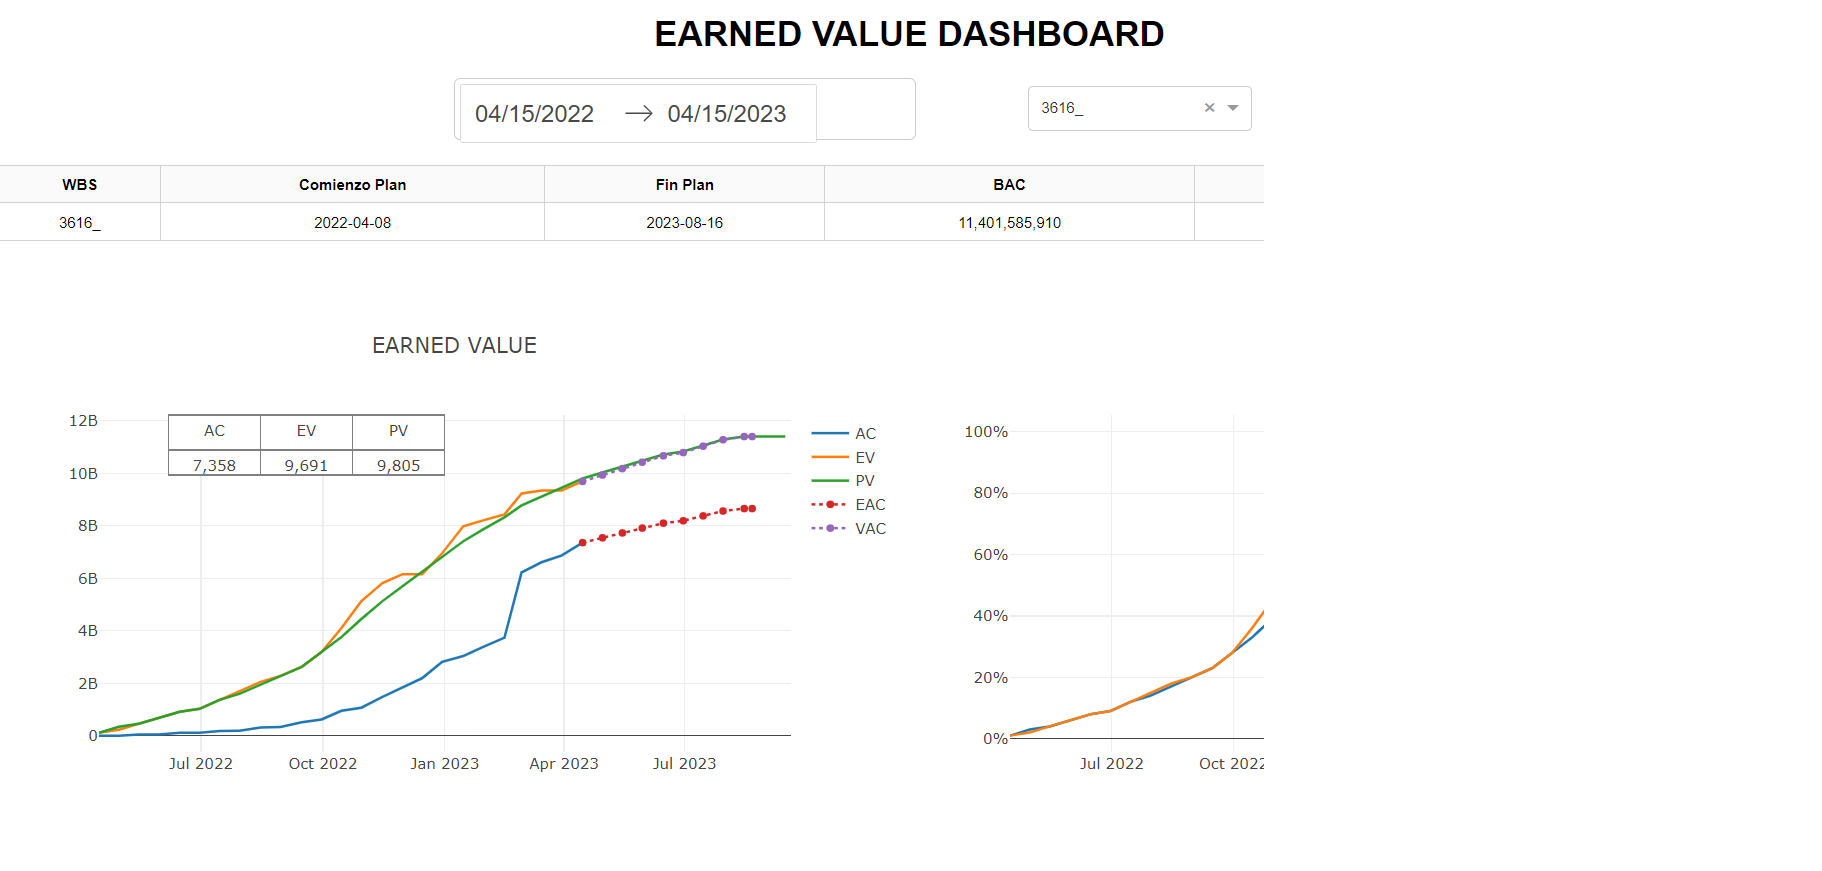 EARNED VALUE DASHBOARD
04/15/2022 → 04/15/2023
3616_
WBS Comienzo Plan Fin Plan BAC
3616_ 2022-04-08 2023-08-16 11,401,585,910
EARNED VALUE
AC EV PV
7,358 9,691 9,805
12B
10B
8B
6B
4B
2B
0
Jul 2022 Oct 2022 Jan 2023 Apr 2023 Jul 2023
AC
EV
PV
EAC
VAC
100%
80%
60%
40%
20%
0%
Jul 2022 Oct 2022